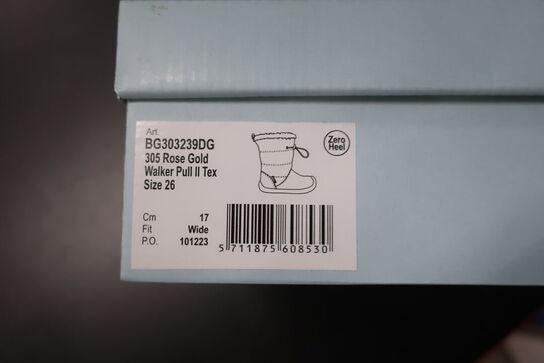 Art.
BG303239DG
305 Rose Gold
Walker Pull II Tex
Size 26
Zero
Heel
Cm 17
Fit Wide
P.O. 101223
5 711875 608530